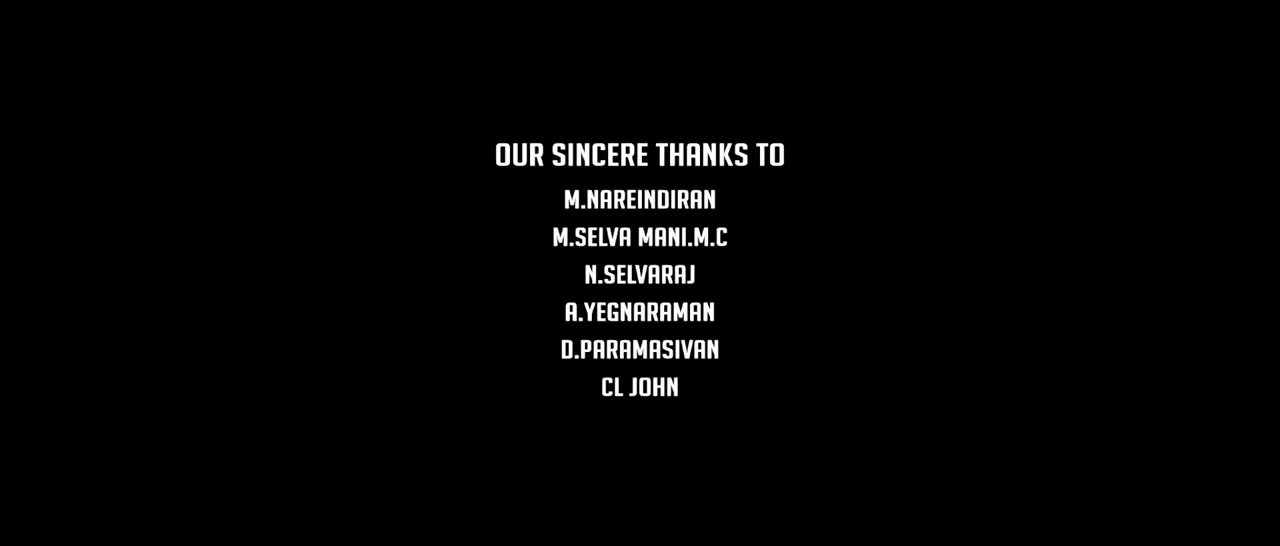 OUR SINCERE THANKS TO
M.NAREINDIRAN
M.SELVA MANI.M.C
N.SELVARAJ
A.YEGNARAMAN
D.PARAMASIVAN
CL JOHN